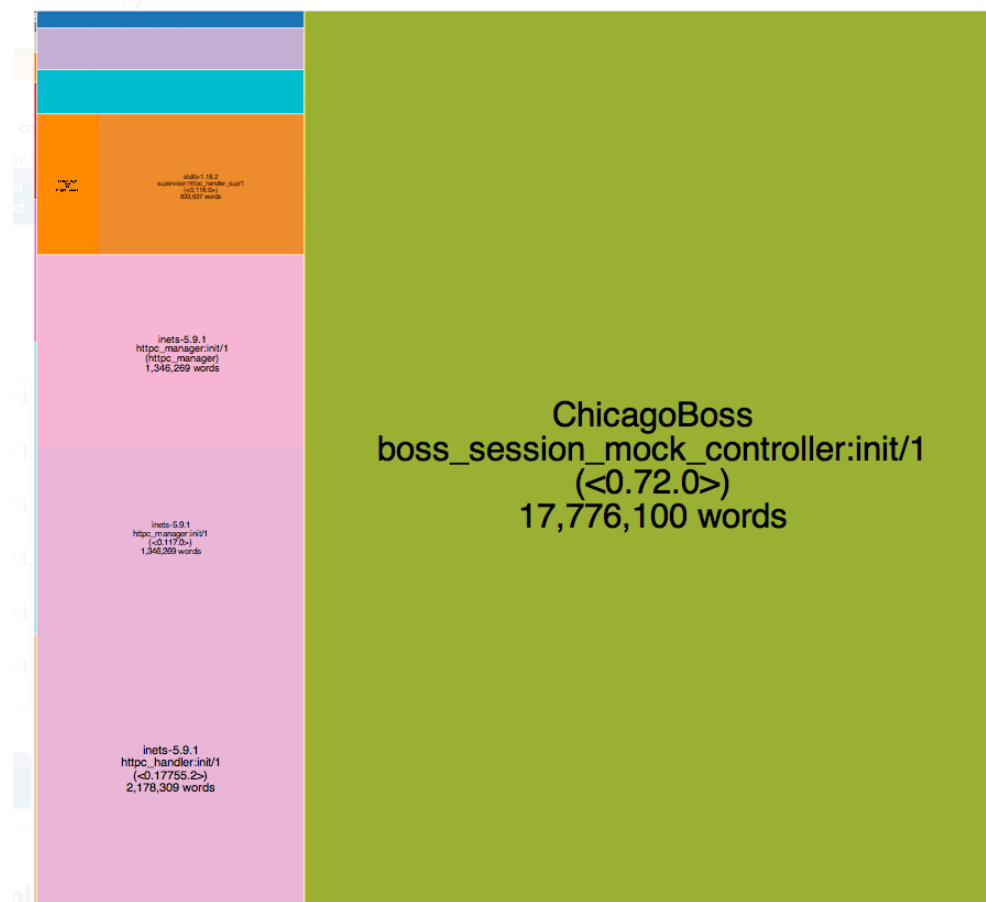 stdlib-1.18.2
supervisor:httpc_handler_sup/1
(<0.118.0>)
833,637 words
inets-5.9.1
httpc_manager:init/1
(httpc_manager)
1,346,269 words
inets-5.9.1
httpc_manager:init/1
(<0.117.0>)
1,346,269 words
inets-5.9.1
httpc_handler:init/1
(<0.17755.2>)
2,178,309 words
ChicagoBoss
boss_session_mock_controller:init/1
(<0.72.0>)
17,776,100 words